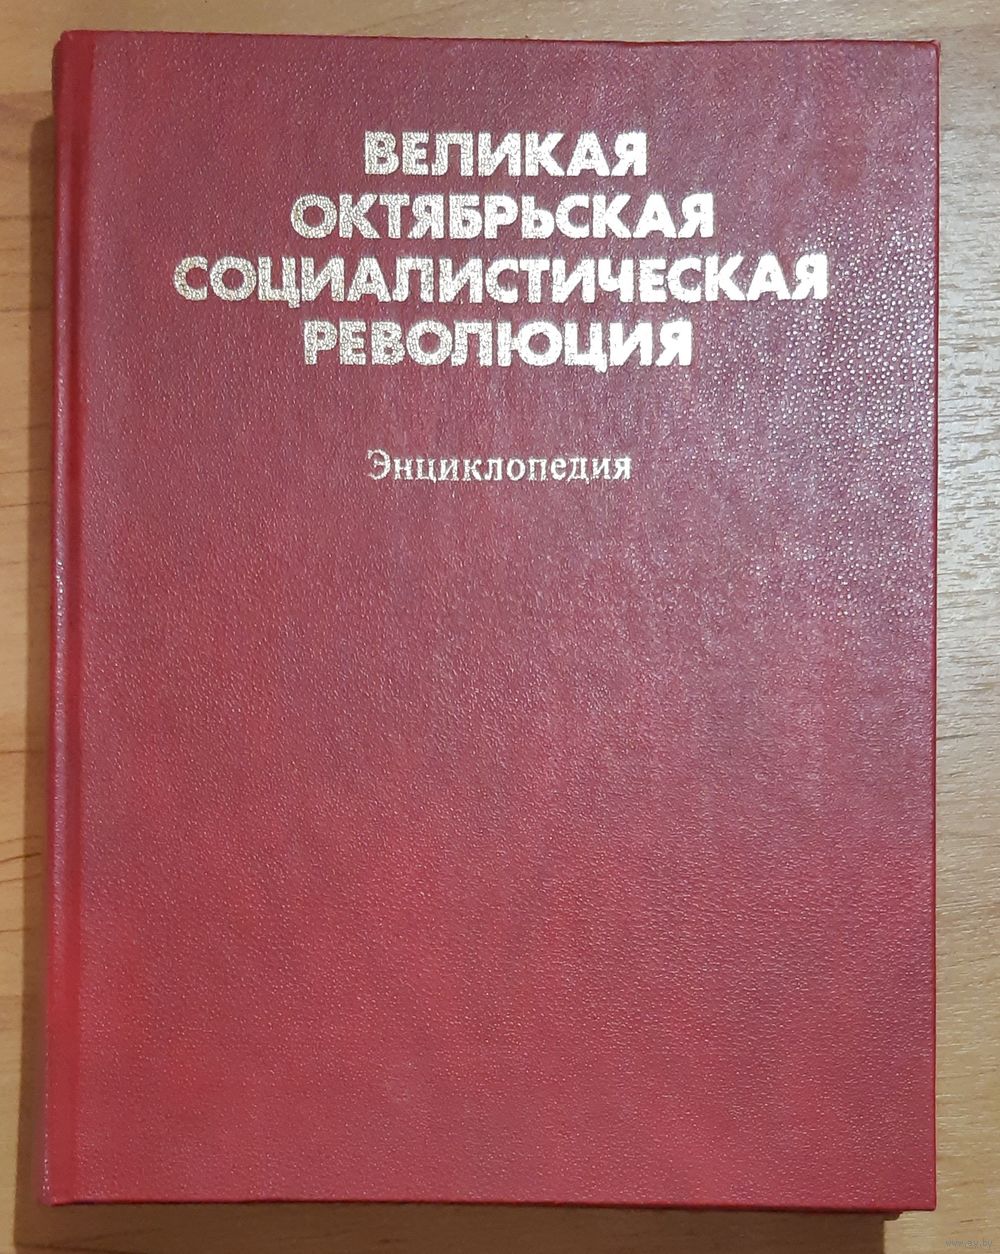 ВЕЛИКАЯ
ОКТЯБРЬСКАЯ
СОЦИАЛИСТИЧЕСКАЯ
РЕВОЛЮЦИЯ
Энциклопедия